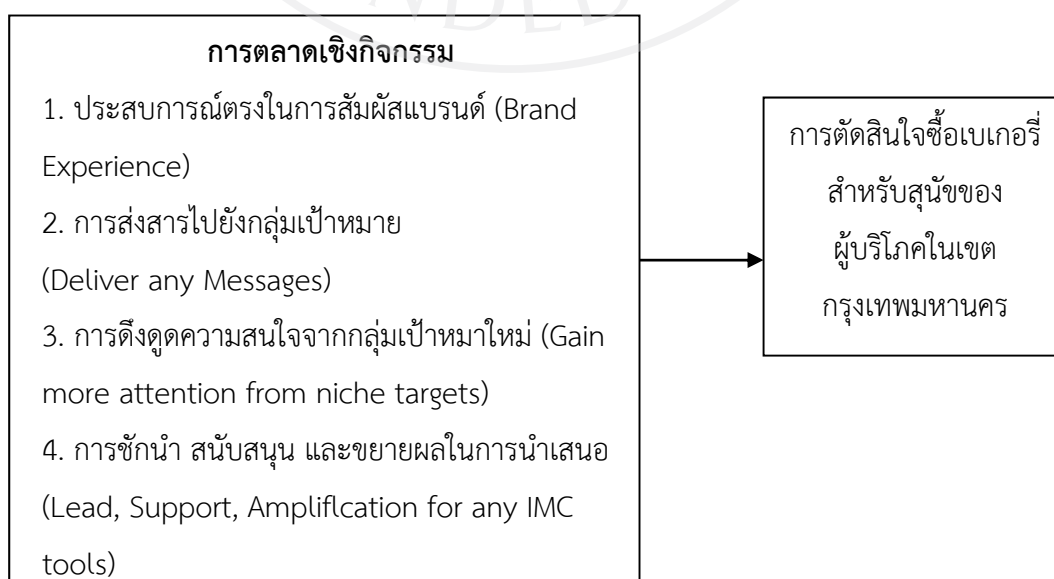 การตลาดเชิงกิจกรรม
1. ประสบการณ์ตรงในการสัมผัสแบรนด์ (Brand
Experience)
2. การส่งสารไปยังกลุ่มเป้าหมาย
(Deliver any Messages)
3. การดึงดูดความสนใจจากกลุ่มเป้าหมาใหม่ (Gain
more attention from niche targets)
4. การชักนำ สนับสนุน และขยายผลในการนำเสนอ
(Lead, Support,Ampliflcation for any IMC
tools)
การตัดสินใจซื้อเบเกอรี่
สำหรับสุนัขของ
ผู้บริโภคในเขต
กรุงเทพมหานคร